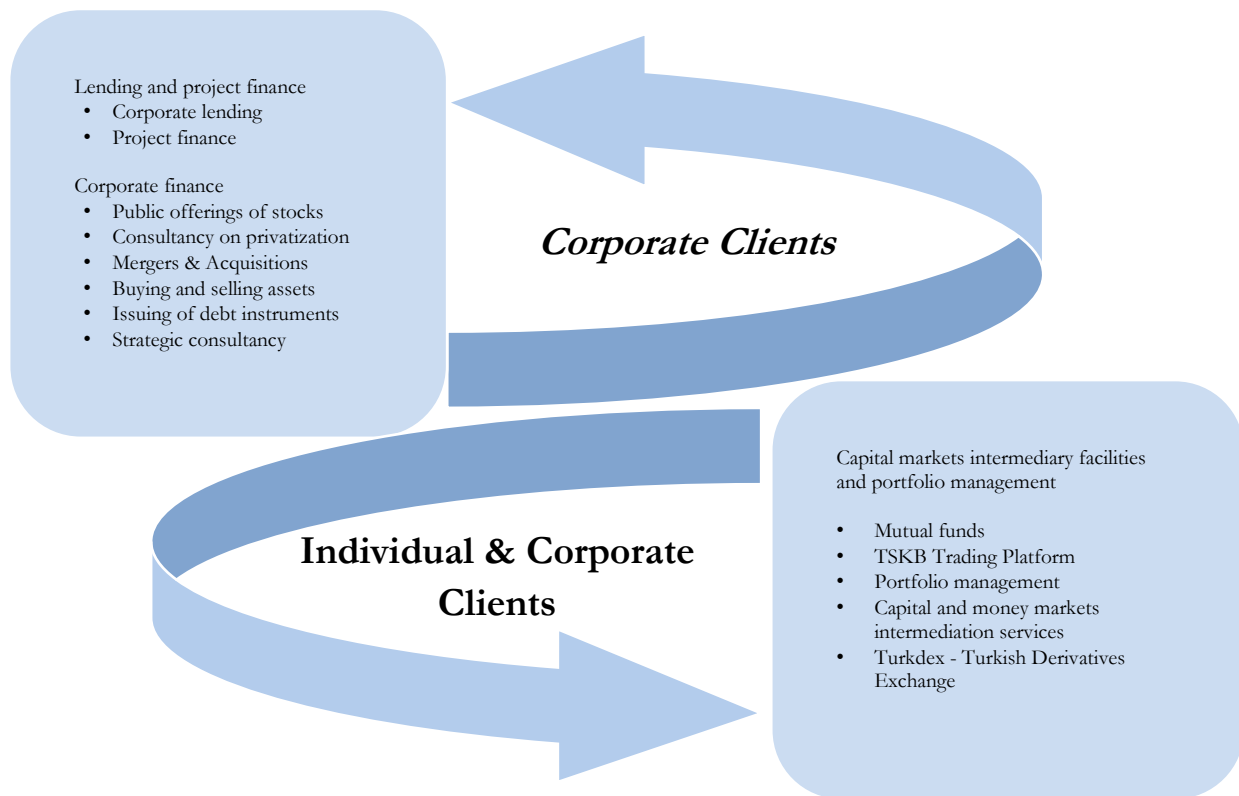 Lending and project finance
• Corporate lending
• Project finance
Corporate finance
• Public offerings of stocks
• Consultancy on privatization
• Mergers & Acquisitions
• Buying and selling assets
• Issuing of debt instruments
• Strategic consultancy
Corporate Clients
Individual & Corporate
Clients
Capital markets intermediary facilities
and portfolio management
• Mutual funds
• TSKB Trading Platform
• Portfolio management
• Capital and money markets
intermediation services
• Turkdex - Turkish Derivatives
Exchange